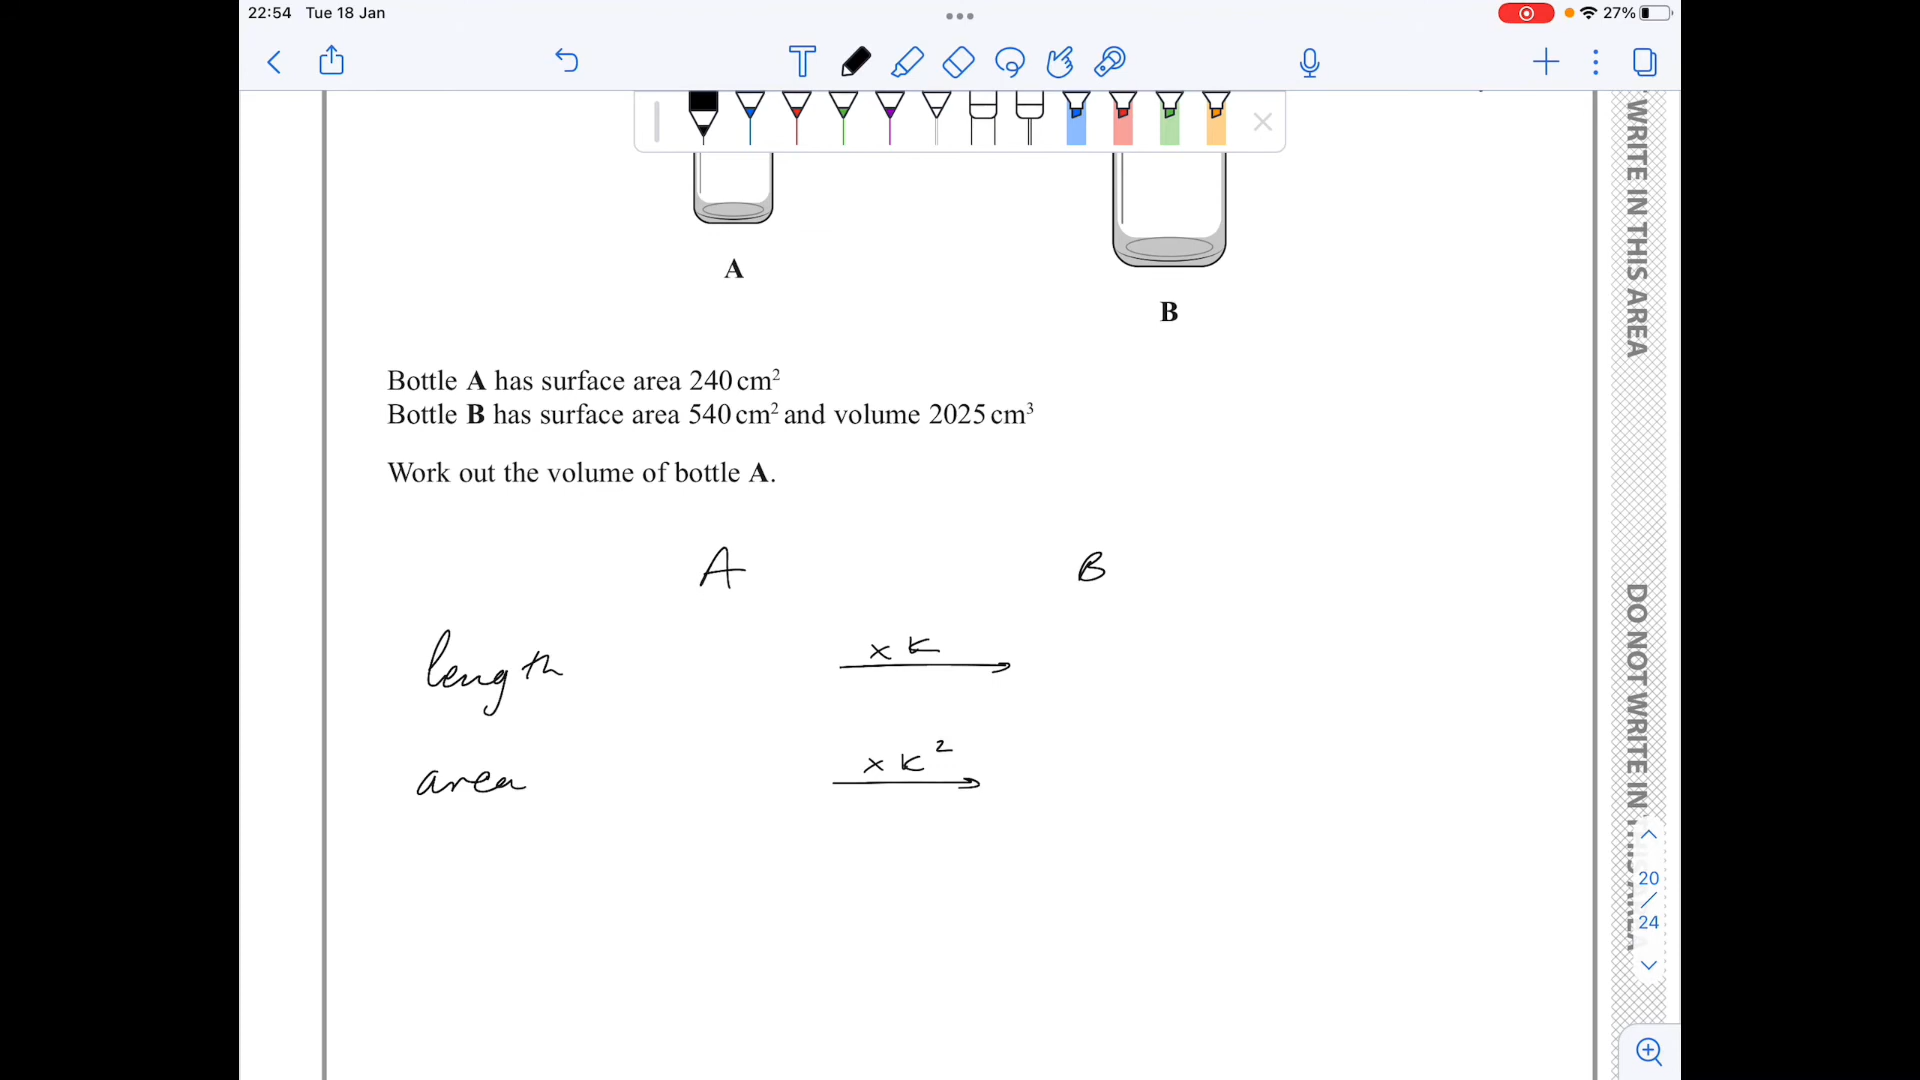 22:54 Tue 18 Jan
27%
T
WRITE IN THIS AREA
A
B
Bottle A has surface area 240 cm²
Bottle B has surface area 540 cm² and volume 2025 cm³
Work out the volume of bottle A.
A B
length × K
area × K²
DO NOT WRITE IN THIS AREA
20
/
24